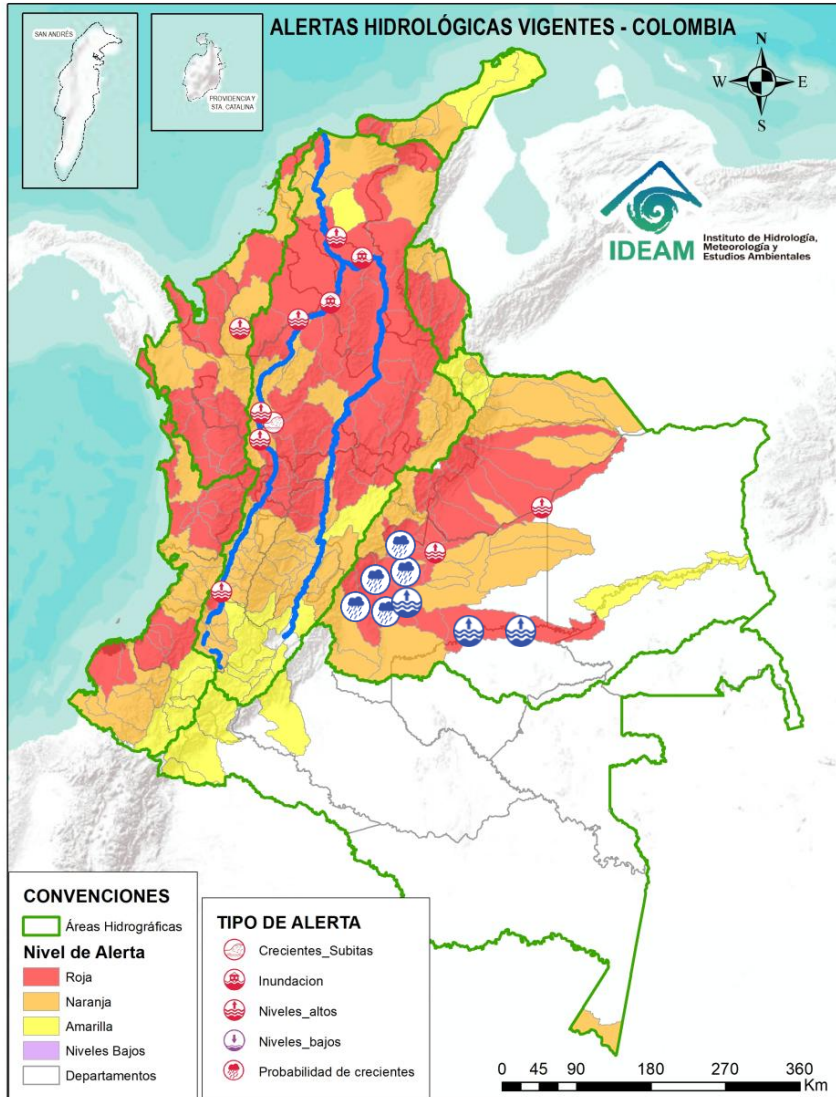 ALERTAS HIDROLÓGICAS VIGENTES - COLOMBIA
SAN ANDRÉS
PROVIDENCIA Y
STA. CATALINA
N
W
E
S
IDEAM
Instituto de Hidrología,
Meteorología y
Estudios Ambientales
CONVENCIONES
Áreas Hidrográficas
Nivel de Alerta
Roja
Naranja
Amarilla
Niveles Bajos
Departamentos
TIPO DE ALERTA
Crecientes_Subitas
Inundacion
Niveles_altos
Niveles_bajos
Probabilidad de crecientes
0 45 90 180 270 360
Km